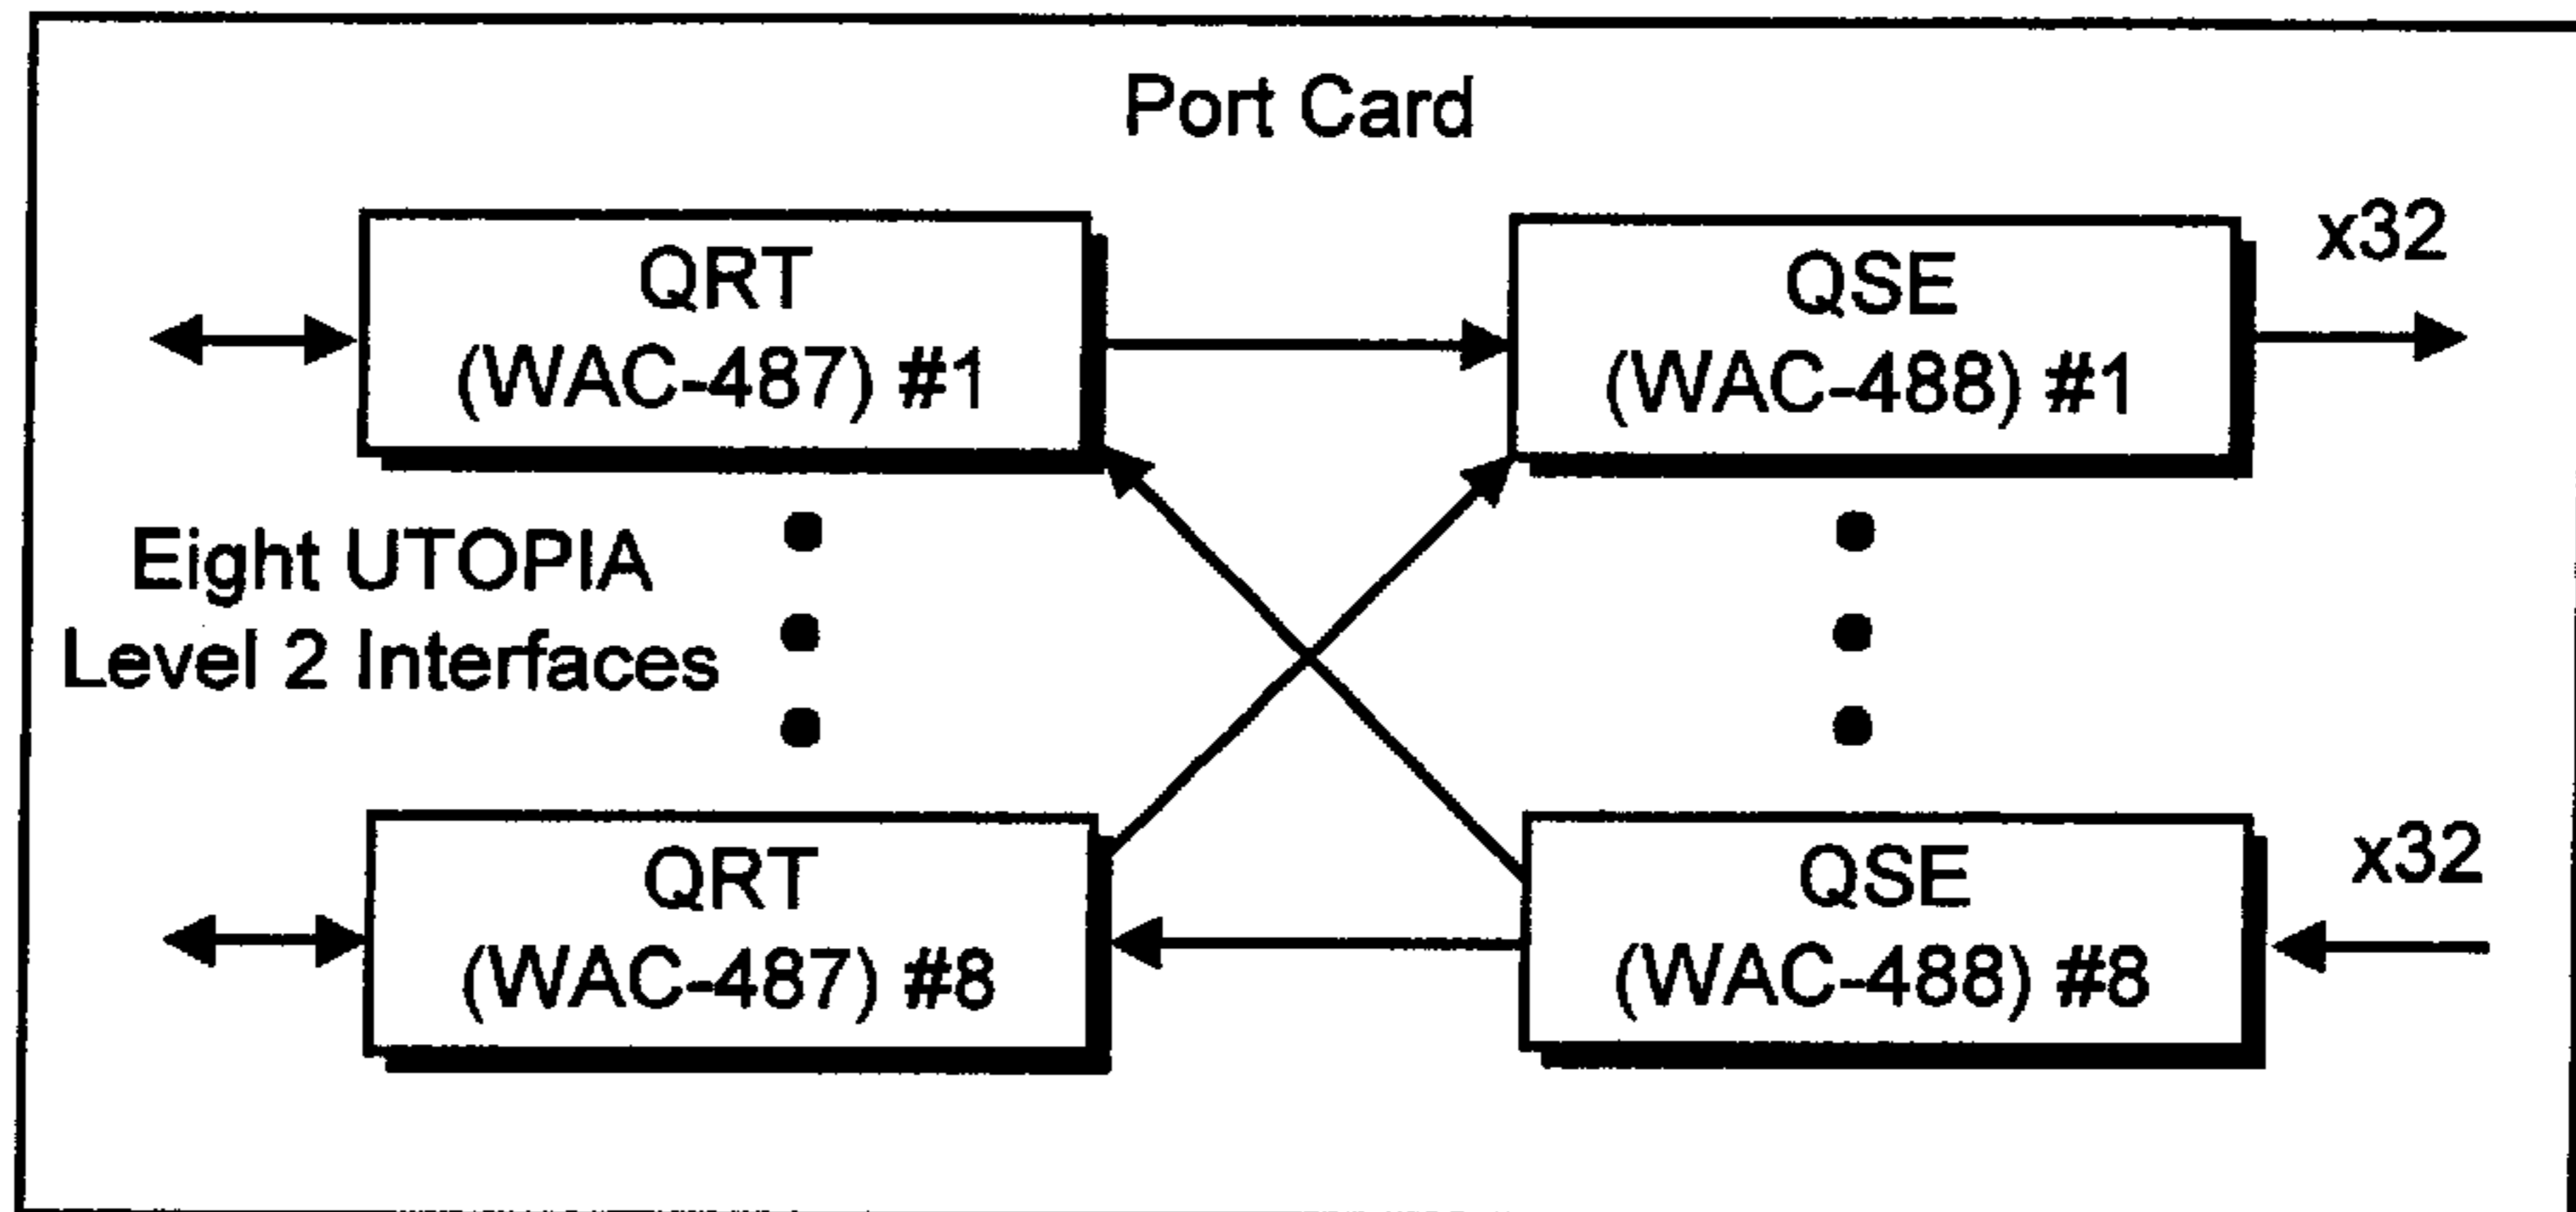 Port Card
QRT
(WAC-487) #1
QSE
(WAC-488) #1
x32
Eight UTOPIA
Level 2 Interfaces
QRT
(WAC-487) #8
QSE
(WAC-488) #8
x32